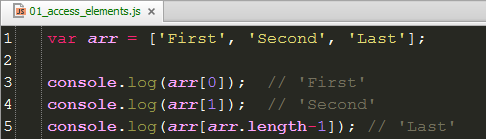 JS 01_access_elements.js ×
1 var arr = ['First', 'Second', 'Last'];
2
3 console.log(arr[0]);  // 'First'
4 console.log(arr[1]);  // 'Second'
5 console.log(arr[arr.length-1]); // 'Last'